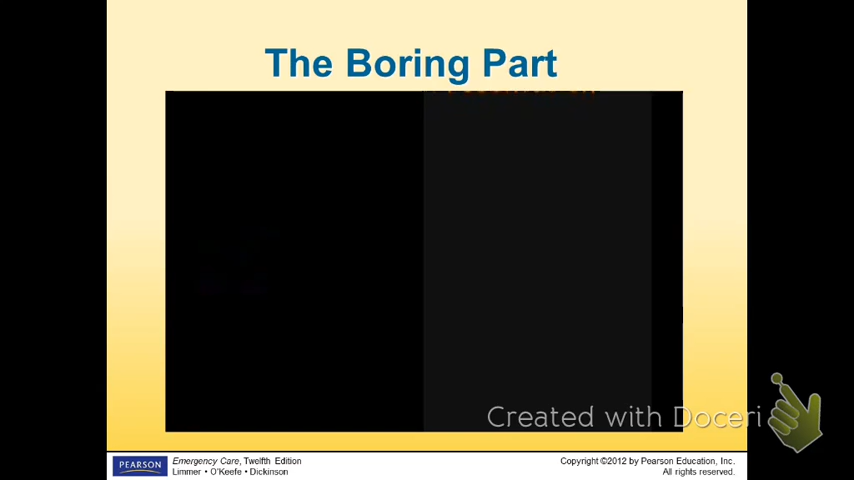 The Boring Part
Created with Doceri
PEARSON
Emergency Care, Twelfth Edition
Limmer • O'Keefe • Dickinson
Copyright ©2012 by Pearson Education, Inc.
All rights reserved.